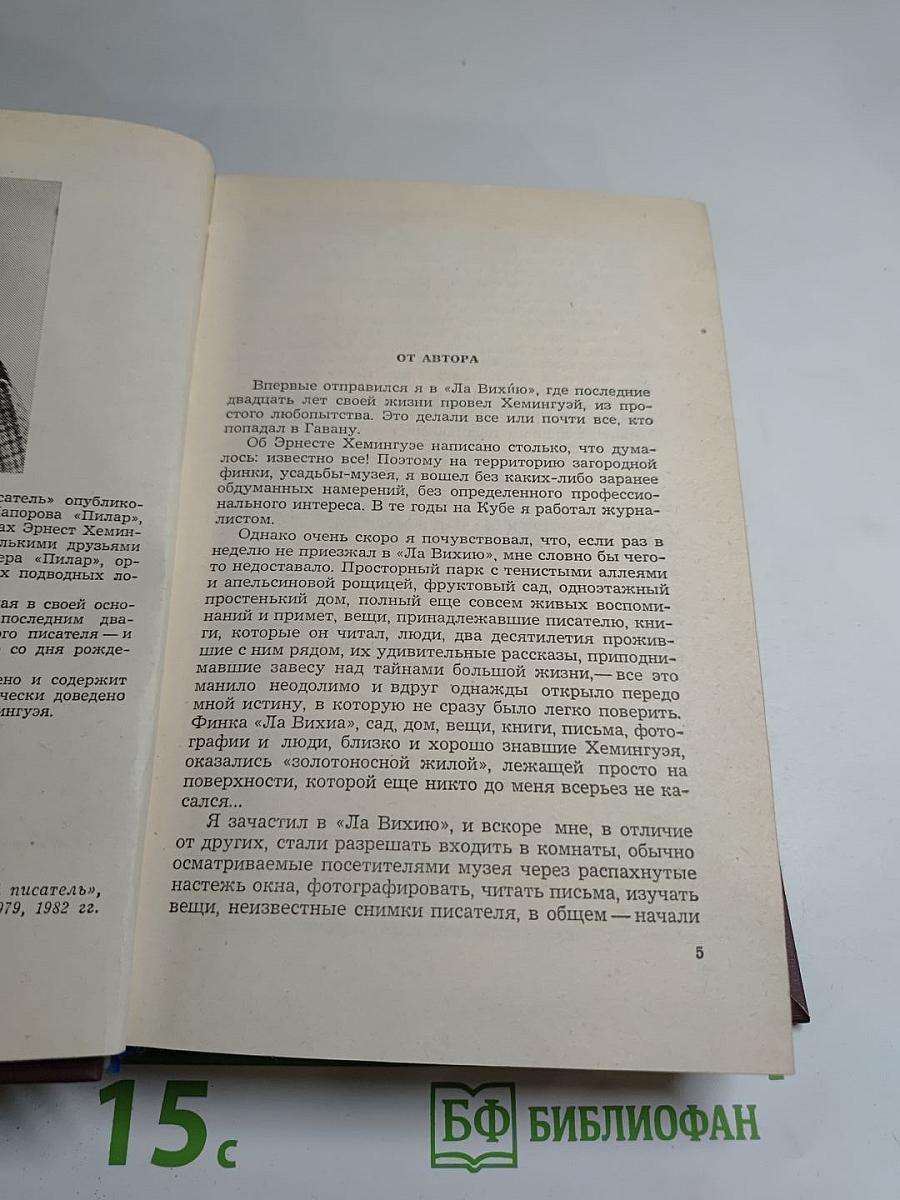 сатель» опублико-
апорова «Пилар»,
ах Эрнест Хемин-
лькими друзьями
ера «Пилар», ор-
х подводных ло-
ая в своей осно-
последним два-
ого писателя — и
со дня рожде-
ено и содержит
чески доведено
ингуэя.
писатель»,
979, 1982 гг.
ОТ АВТОРА
Впервые отправился я в «Ла Вихи́ю», где последние
двадцать лет своей жизни провел Хемингуэй, из про-
стого любопытства. Это делали все или почти все, кто
попадал в Гавану.
Об Эрнесте Хемингуэе написано столько, что дума-
лось: известно все! Поэтому на территорию загородной
финки, усадьбы-музея, я вошел без каких-либо заранее
обдуманных намерений, без определенного профессио-
нального интереса. В те годы на Кубе я работал журна-
листом.
Однако очень скоро я почувствовал, что, если раз в
неделю не приезжал в «Ла Вихию», мне словно бы чего-
то недоставало. Просторный парк с тенистыми аллеями
и апельсиновой рощицей, фруктовый сад, одноэтажный
простенький дом, полный еще совсем живых воспоми-
наний и примет, вещи, принадлежавшие писателю, кни-
ги, которые он читал, люди, два десятилетия прожив-
шие с ним рядом, их удивительные рассказы, приподни-
мавшие завесу над тайнами большой жизни,— все это
манило неодолимо и вдруг однажды открыло передо
мной истину, в которую не сразу было легко поверить.
Финка «Ла Вихиа», сад, дом, вещи, книги, письма, фото-
графии и люди, близко и хорошо знавшие Хемингуэя,
оказались «золотоносной жилой», лежащей просто на
поверхности, которой еще никто до меня всерьез не ка-
сался...
Я зачастил в «Ла Вихию», и вскоре мне, в отличие
от других, стали разрешать входить в комнаты, обычно
осматриваемые посетителями музея через распахнутые
настежь окна, фотографировать, читать письма, изучать
вещи, неизвестные снимки писателя, в общем — начали
5
15 с
БФ БИБЛИОФАН